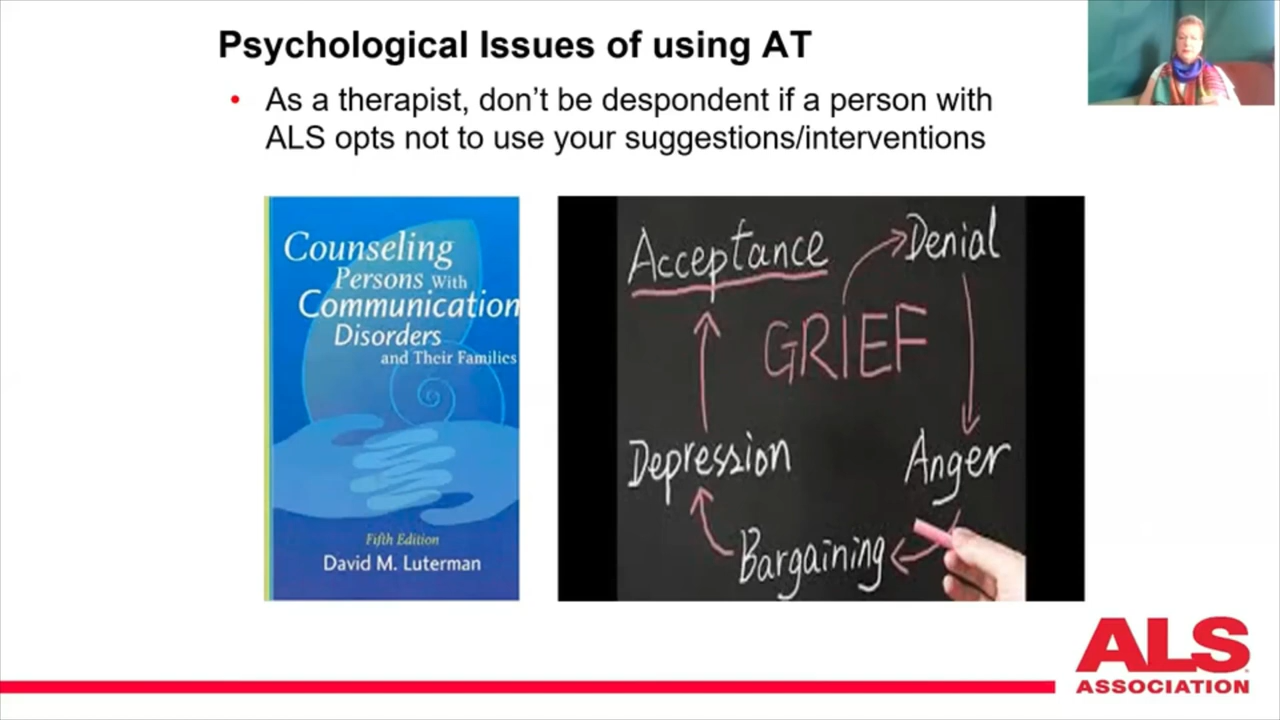 Psychological Issues of using AT
• As a therapist, don't be despondent if a person with
ALS opts not to use your suggestions/interventions
Counseling
Persons With
Communication
Disorders
and Their Families
Fifth Edition
David M. Luterman
Acceptance
Denial
GRIEF
Depression
Anger
Bargaining
ALS
ASSOCIATION